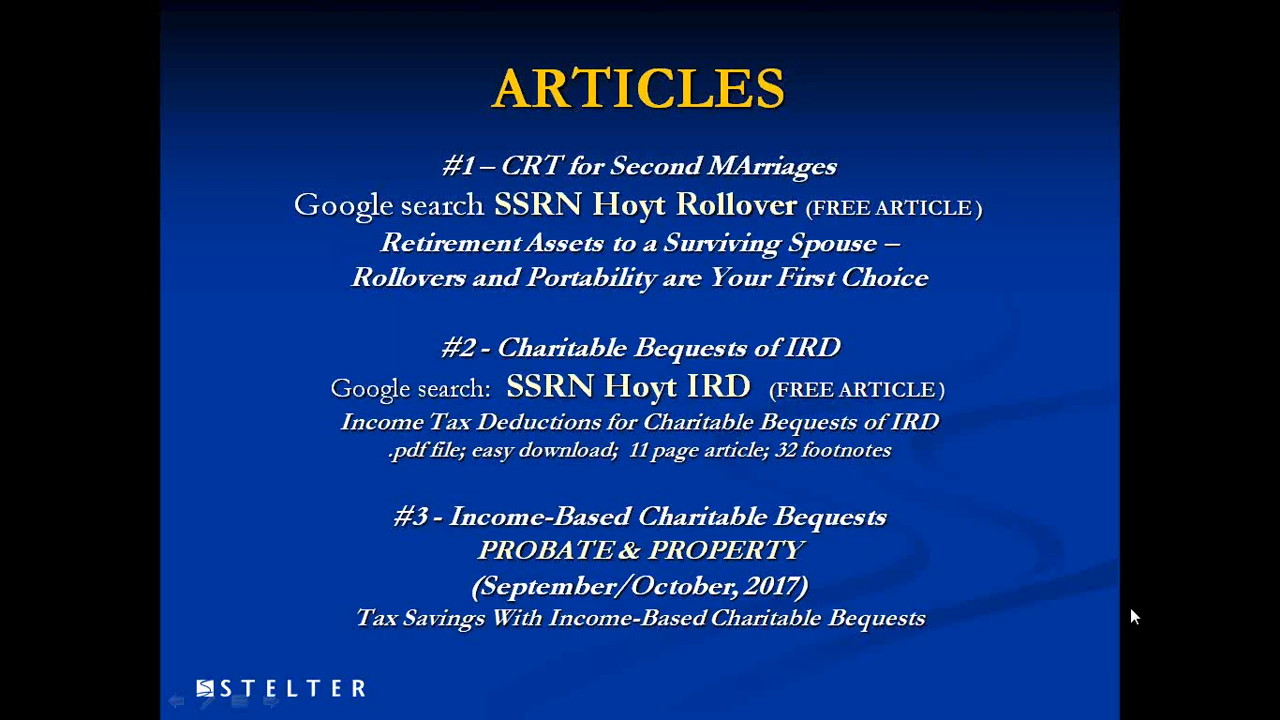 ARTICLES
#1 – CRT for Second MArriages
Google search SSRN Hoyt Rollover (FREE ARTICLE )
Retirement Assets to a Surviving Spouse –
Rollovers and Portability are Your First Choice
#2 - Charitable Bequests of IRD
Google search: SSRN Hoyt IRD (FREE ARTICLE )
Income Tax Deductions for Charitable Bequests of IRD
.pdf file; easy download; 11 page article; 32 footnotes
#3 - Income-Based Charitable Bequests
PROBATE & PROPERTY
(September/October, 2017)
Tax Savings With Income-Based Charitable Bequests
STELTER